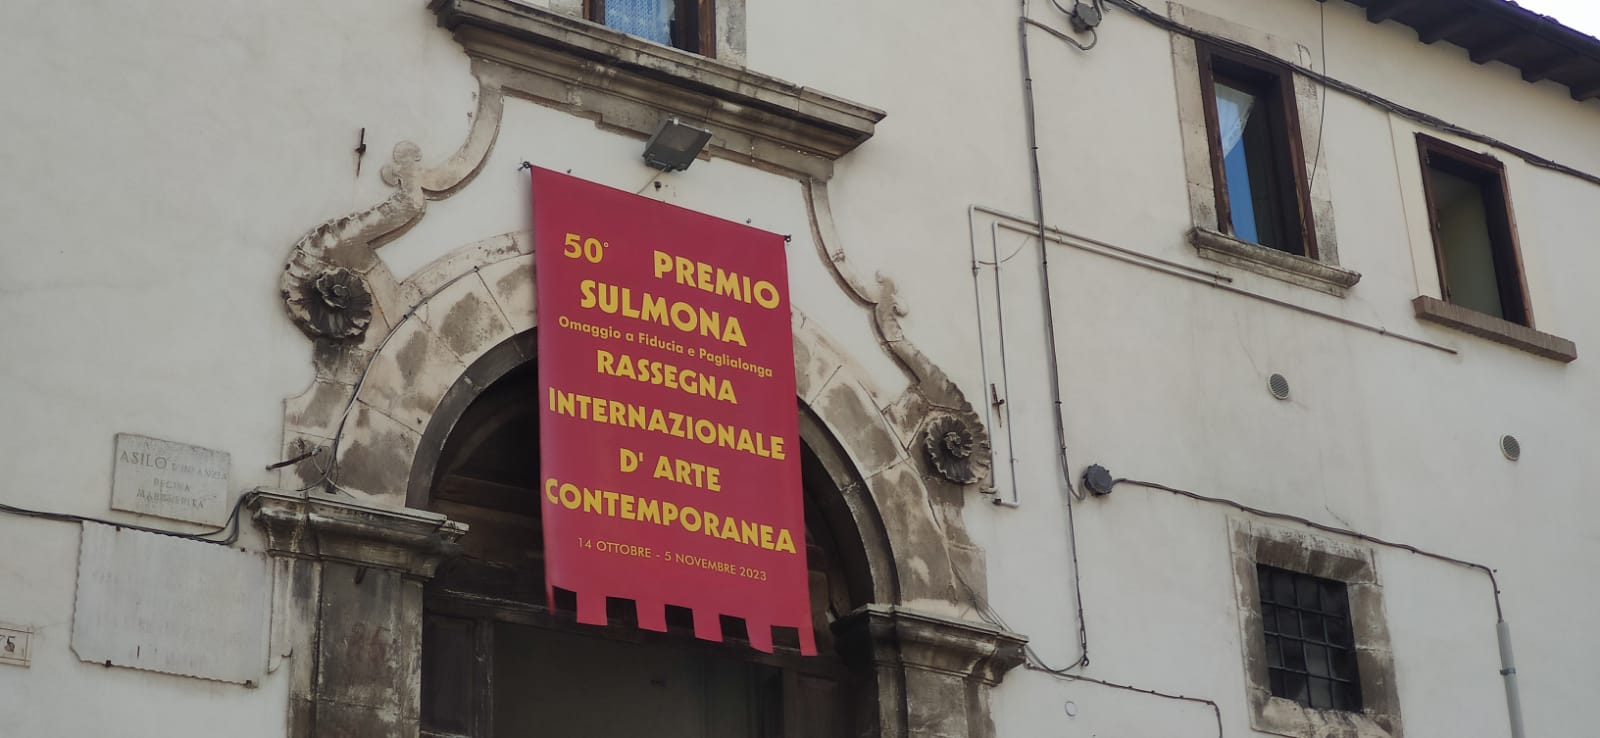 50° PREMIO
SULMONA
Omaggio a Fiducia e Paglialonga
RASSEGNA
INTERNAZIONALE
D' ARTE
CONTEMPORANEA
14 OTTOBRE - 5 NOVEMBRE 2023
ASILO D'INFANZIA
REGINA
MARGHERITA
75